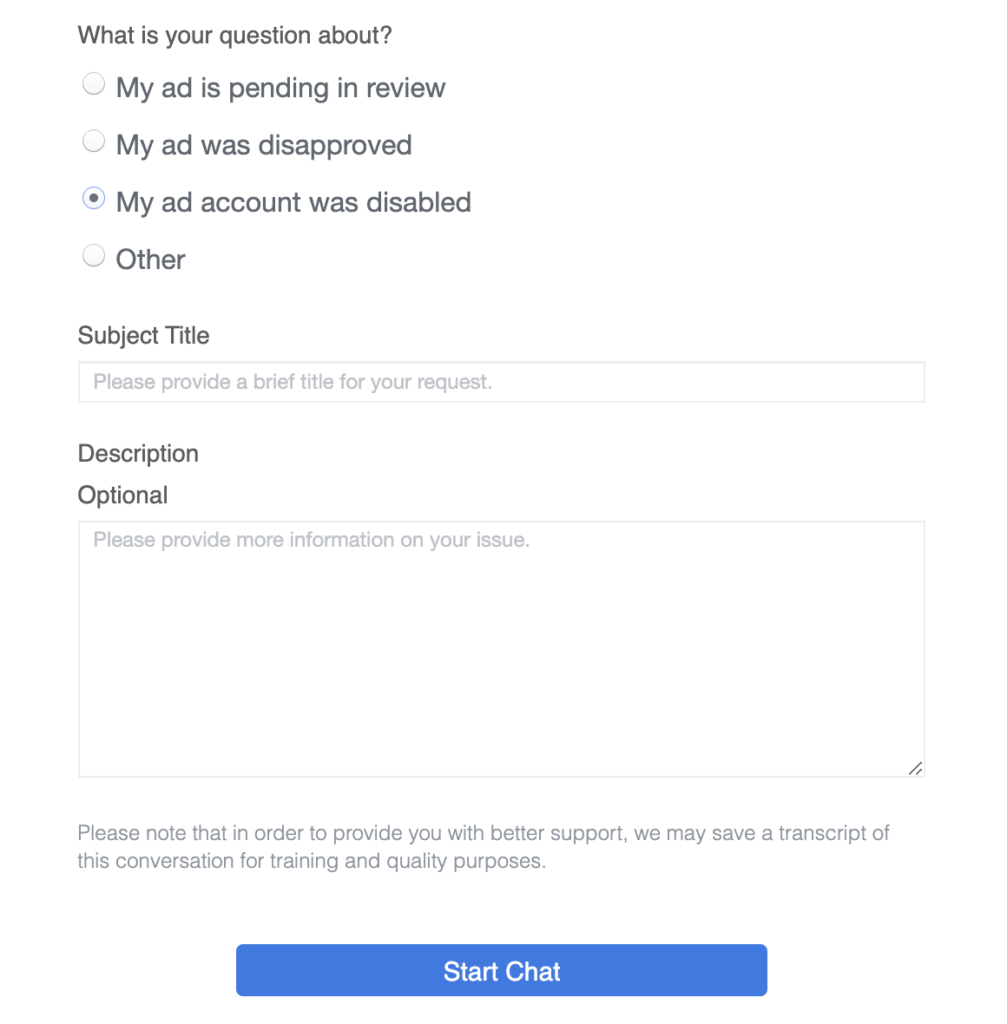 What is your question about?
My ad is pending in review
My ad was disapproved
My ad account was disabled
Other
Subject Title
Please provide a brief title for your request.
Description
Optional
Please provide more information on your issue.
Please note that in order to provide you with better support, we may save a transcript of
this conversation for training and quality purposes.
Start Chat